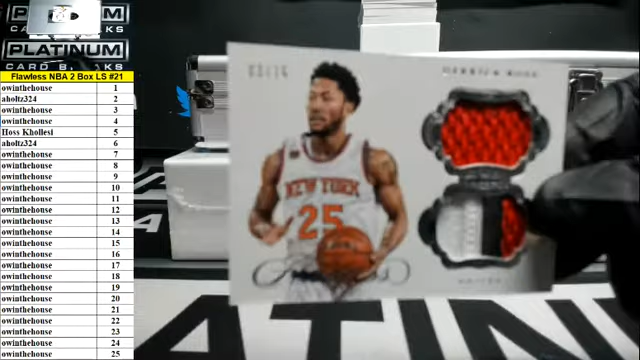 PLATINUM
PLATINUM
CARD BREAKS
Flawless NBA 2 Box LS #21
owinthehouse 1
aholtz324 2
owinthehouse 3
owinthehouse 4
Hoss Khollesi 5
aholtz324 6
owinthehouse 7
owinthehouse 8
owinthehouse 9
owinthehouse 10
owinthehouse 11
owinthehouse 12
owinthehouse 13
owinthehouse 14
owinthehouse 15
owinthehouse 16
owinthehouse 17
owinthehouse 18
owinthehouse 19
owinthehouse 20
owinthehouse 21
owinthehouse 22
owinthehouse 23
owinthehouse 24
owinthehouse 25
DERRICK ROSE
NEW YORK
25